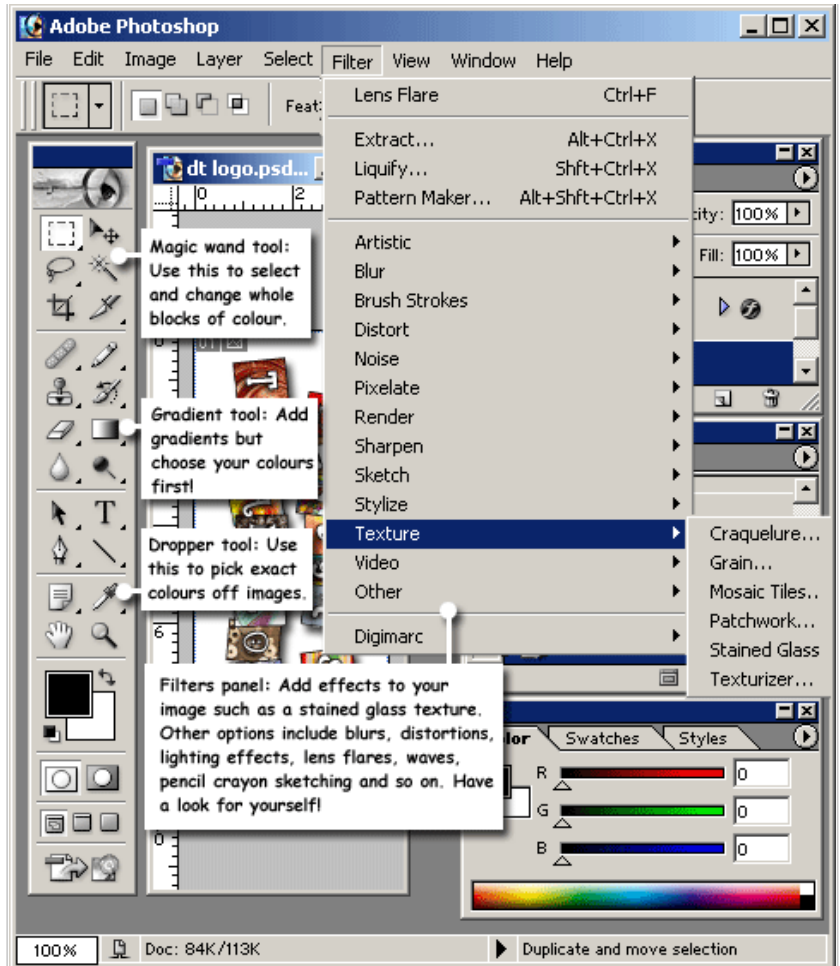 Adobe Photoshop
File Edit Image Layer Select Filter View Window Help
Feat
Lens Flare Ctrl+F
Extract... Alt+Ctrl+X
Liquify... Shft+Ctrl+X
Pattern Maker... Alt+Shft+Ctrl+X
Artistic
Blur
Brush Strokes
Distort
Noise
Pixelate
Render
Sharpen
Sketch
Stylize
Texture
Video
Other
Digimarc
Craquelure...
Grain...
Mosaic Tiles..
Patchwork...
Stained Glass
Texturizer...
dt logo.psd...
0 2
Magic wand tool:
Use this to select
and change whole
blocks of colour.
01
Gradient tool: Add
gradients but
choose your colours
first!
T
Dropper tool: Use
this to pick exact
colours off images.
6
Filters panel: Add effects to your
image such as a stained glass texture.
Other options include blurs, distortions,
lighting effects, lens flares, waves,
pencil crayon sketching and so on. Have
a look for yourself!
0
city: 100%
Fill: 100%
lor Swatches Styles
R 0
G 0
B 0
100% Doc: 84K/113K Duplicate and move selection